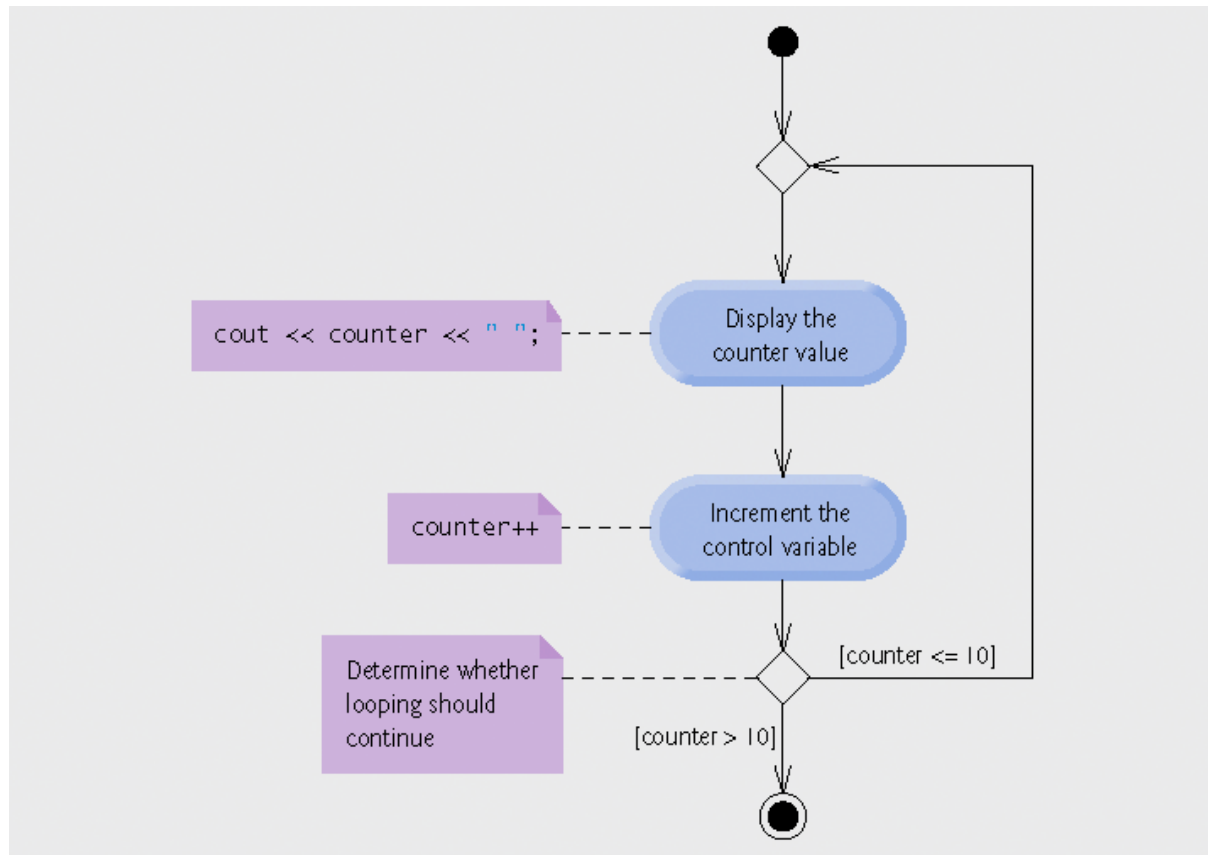 cout << counter << " ";
Display the
counter value
counter++
Increment the
control variable
Determine whether
looping should
continue
[counter <= 10]
[counter > 10]